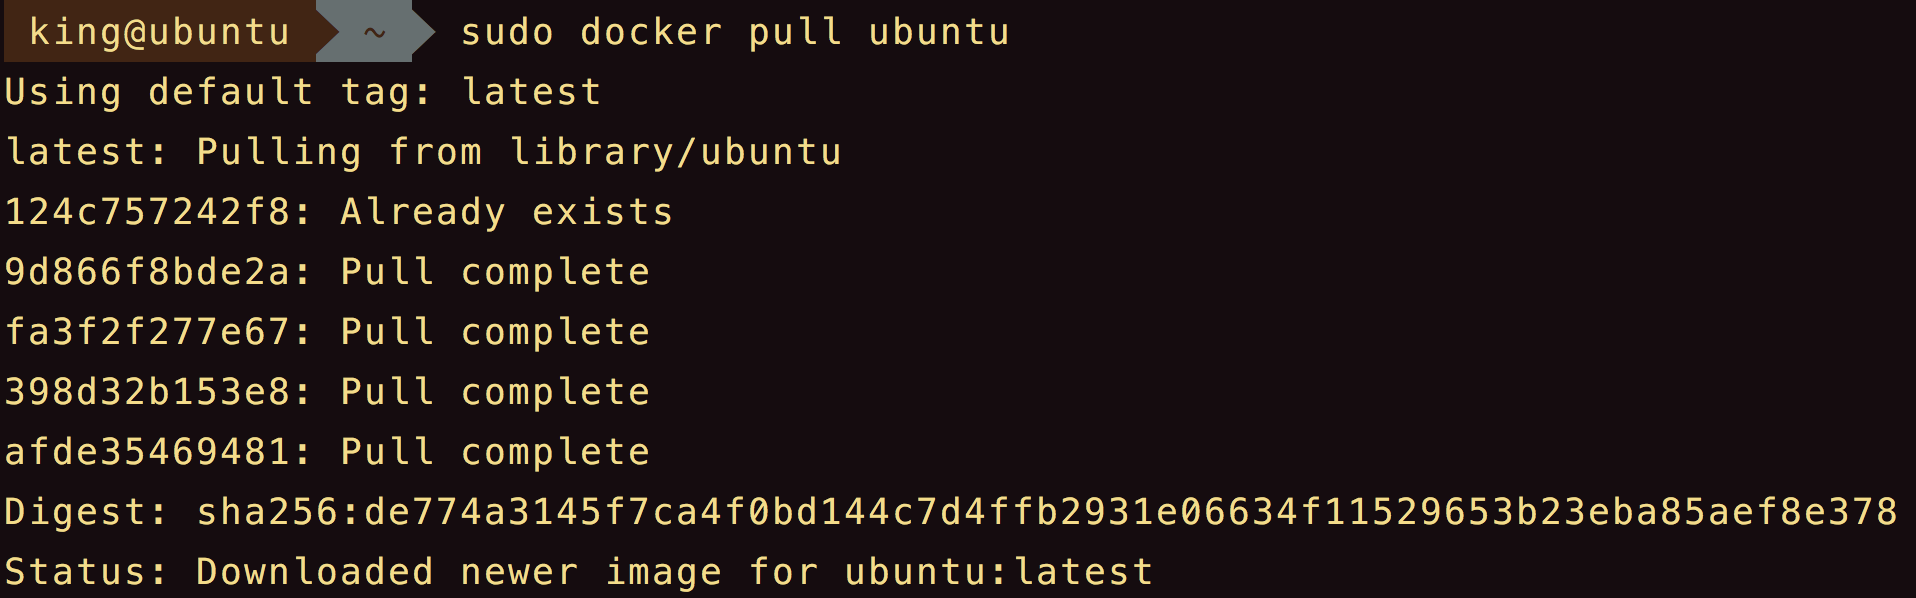 king@ubuntu ~ sudo docker pull ubuntu
Using default tag: latest
latest: Pulling from library/ubuntu
124c757242f8: Already exists
9d866f8bde2a: Pull complete
fa3f2f277e67: Pull complete
398d32b153e8: Pull complete
afde35469481: Pull complete
Digest: sha256:de774a3145f7ca4f0bd144c7d4ffb2931e06634f11529653b23eba85aef8e378
Status: Downloaded newer image for ubuntu:latest